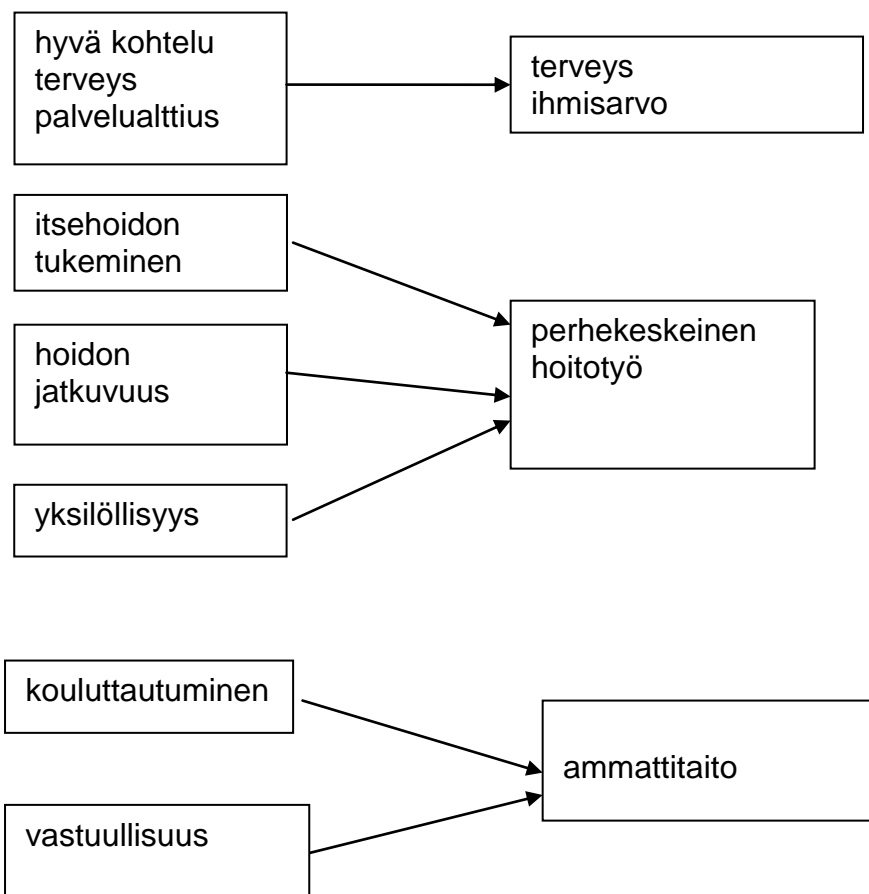 hyvä kohtelu
terveys
palvelualttius
terveys
ihmisarvo
itsehoidon
tukeminen
hoidon
jatkuvuus
yksilöllisyys
perhekeskeinen
hoitotyö
kouluttautuminen
vastuullisuus
ammattitaito